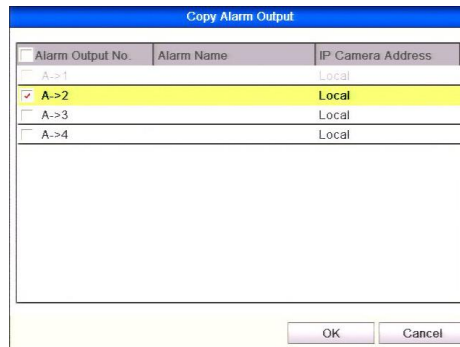 Copy Alarm Output
Alarm Output No. Alarm Name IP Camera Address
A->1 Local
A->2 Local
A->3 Local
A->4 Local
OK Cancel